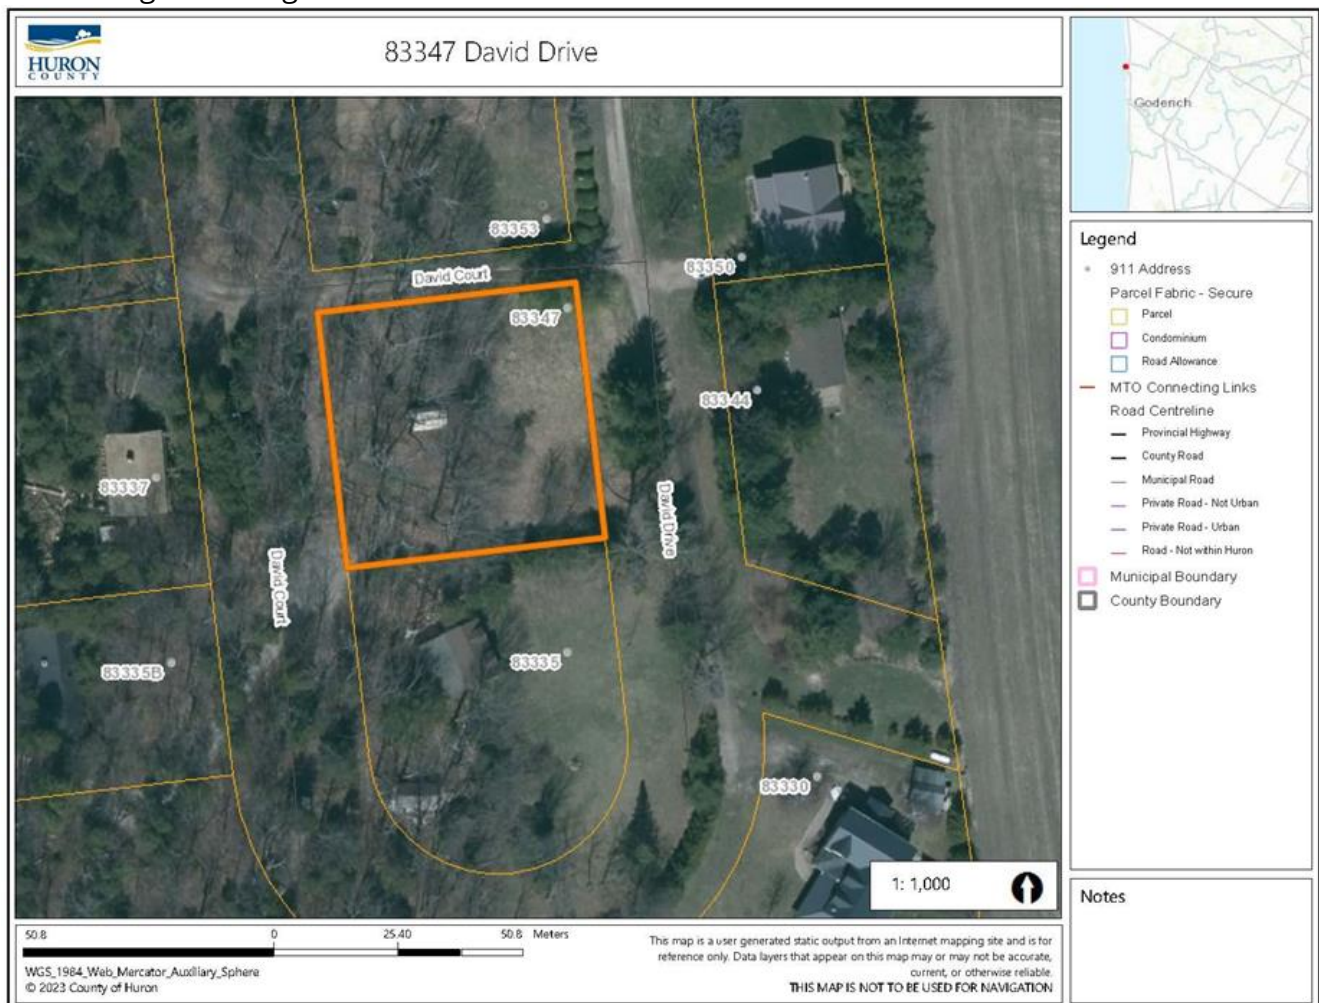 HURON
COUNTY
83347 David Drive
Goderich
83353
David Court
83350
83347
83344
83337
David Drive
David Court
83335
83335B
83330
1: 1,000
Legend
911 Address
Parcel Fabric - Secure
Parcel
Condominium
Road Allowance
MTO Connecting Links
Road Centreline
Provincial Highway
County Road
Municipal Road
Private Road - Not Urban
Private Road - Urban
Road - Not within Huron
Municipal Boundary
County Boundary
Notes
50.8 0 25.40 50.8 Meters
WGS_1984_Web_Mercator_Auxiliary_Sphere
© 2023 County of Huron
This map is a user generated static output from an Internet mapping site and is for
reference only. Data layers that appear on this map may or may not be accurate,
current, or otherwise reliable.
THIS MAP IS NOT TO BE USED FOR NAVIGATION